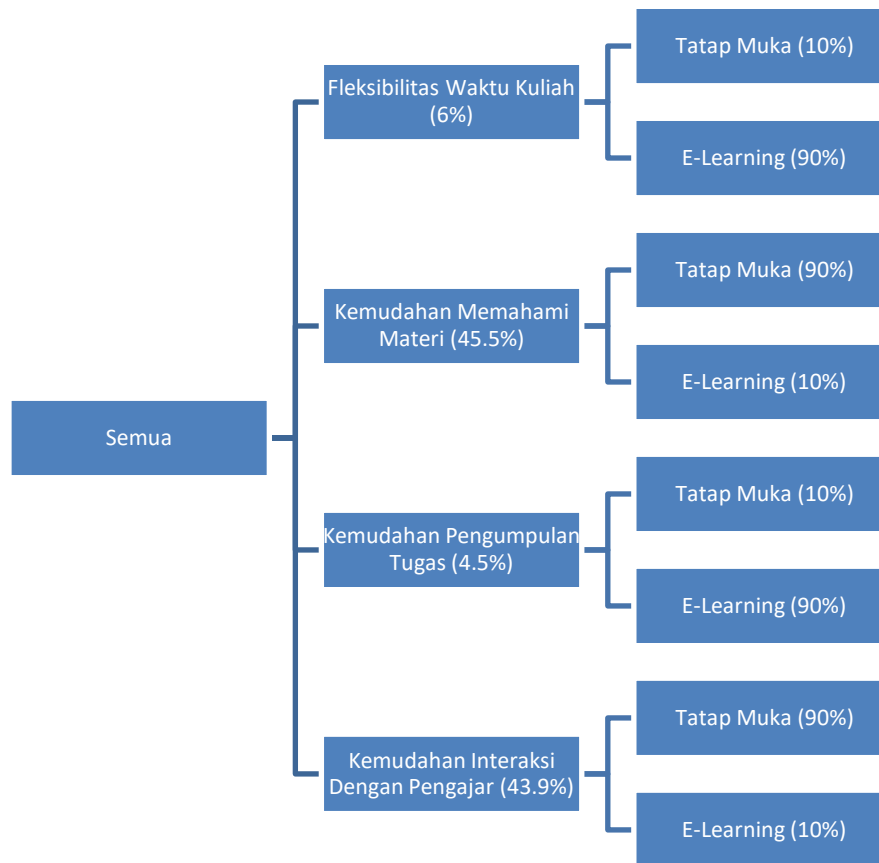 Semua
Fleksibilitas Waktu Kuliah
(6%)
Tatap Muka (10%)
E-Learning (90%)
Kemudahan Memahami
Materi (45.5%)
Tatap Muka (90%)
E-Learning (10%)
Kemudahan Pengumpulan
Tugas (4.5%)
Tatap Muka (10%)
E-Learning (90%)
Kemudahan Interaksi
Dengan Pengajar (43.9%)
Tatap Muka (90%)
E-Learning (10%)